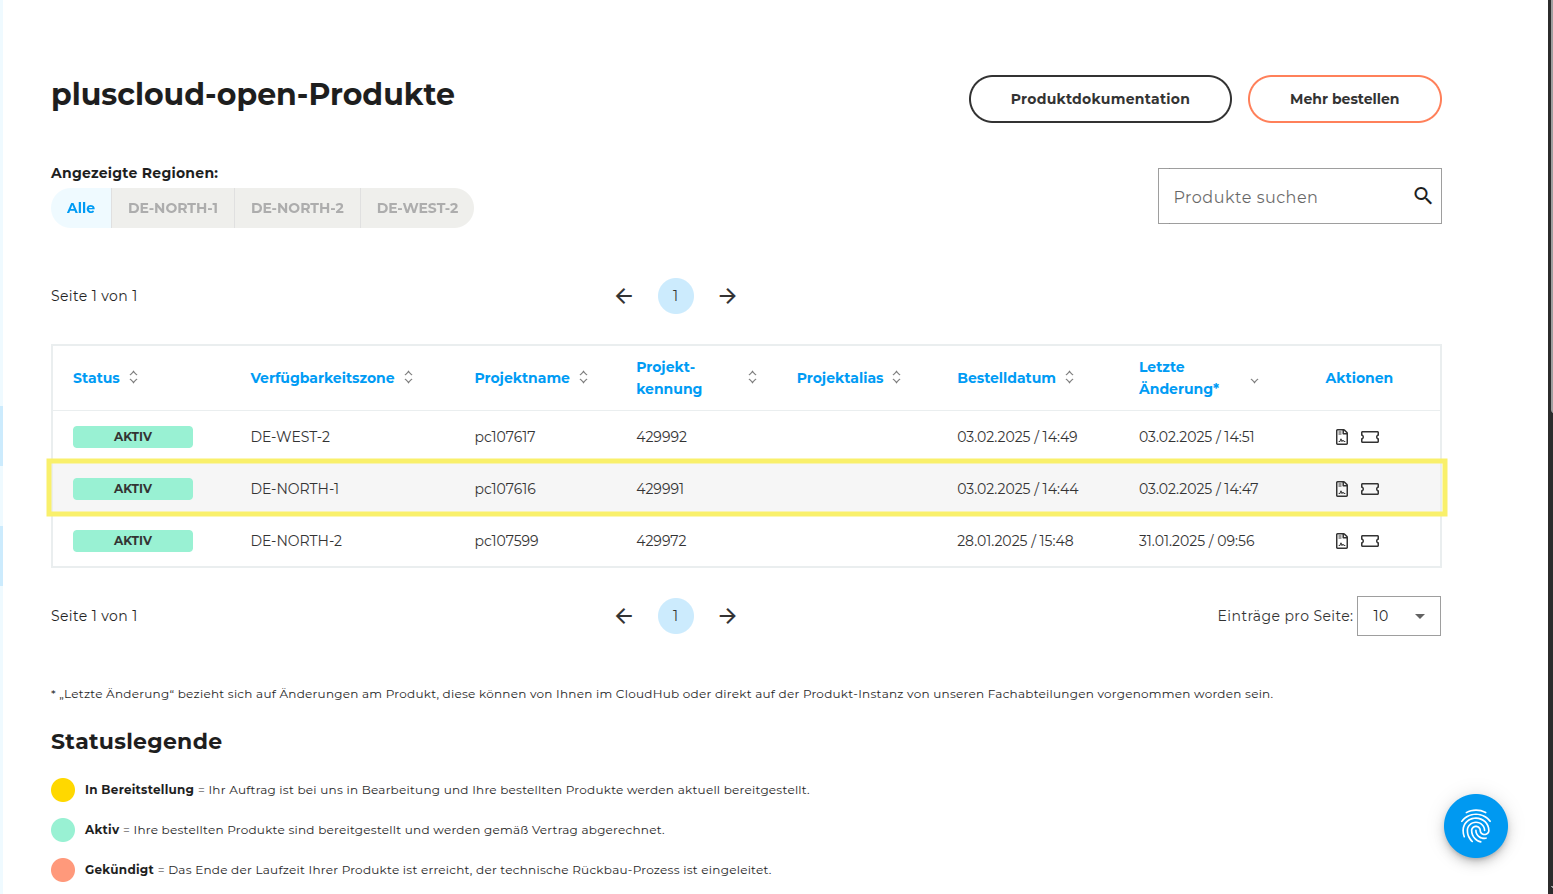 pluscloud-open-Produkte
Produktdokumentation
Mehr bestellen
Angezeigte Regionen:
Alle DE-NORTH-1 DE-NORTH-2 DE-WEST-2
Produkte suchen
Seite 1 von 1
1
Status Verfügbarkeitszone Projektname Projekt-
kennung Projektalias Bestelldatum Letzte
Änderung* Aktionen
AKTIV DE-WEST-2 pc107617 429992 03.02.2025 / 14:49 03.02.2025 / 14:51
AKTIV DE-NORTH-1 pc107616 429991 03.02.2025 / 14:44 03.02.2025 / 14:47
AKTIV DE-NORTH-2 pc107599 429972 28.01.2025 / 15:48 31.01.2025 / 09:56
Seite 1 von 1
1
Einträge pro Seite: 10
* „Letzte Änderung“ bezieht sich auf Änderungen am Produkt, diese können von Ihnen im CloudHub oder direkt auf der Produkt-Instanz von unseren Fachabteilungen vorgenommen worden sein.
Statuslegende
In Bereitstellung = Ihr Auftrag ist bei uns in Bearbeitung und Ihre bestellten Produkte werden aktuell bereitgestellt.
Aktiv = Ihre bestellten Produkte sind bereitgestellt und werden gemäß Vertrag abgerechnet.
Gekündigt = Das Ende der Laufzeit Ihrer Produkte ist erreicht, der technische Rückbau-Prozess ist eingeleitet.